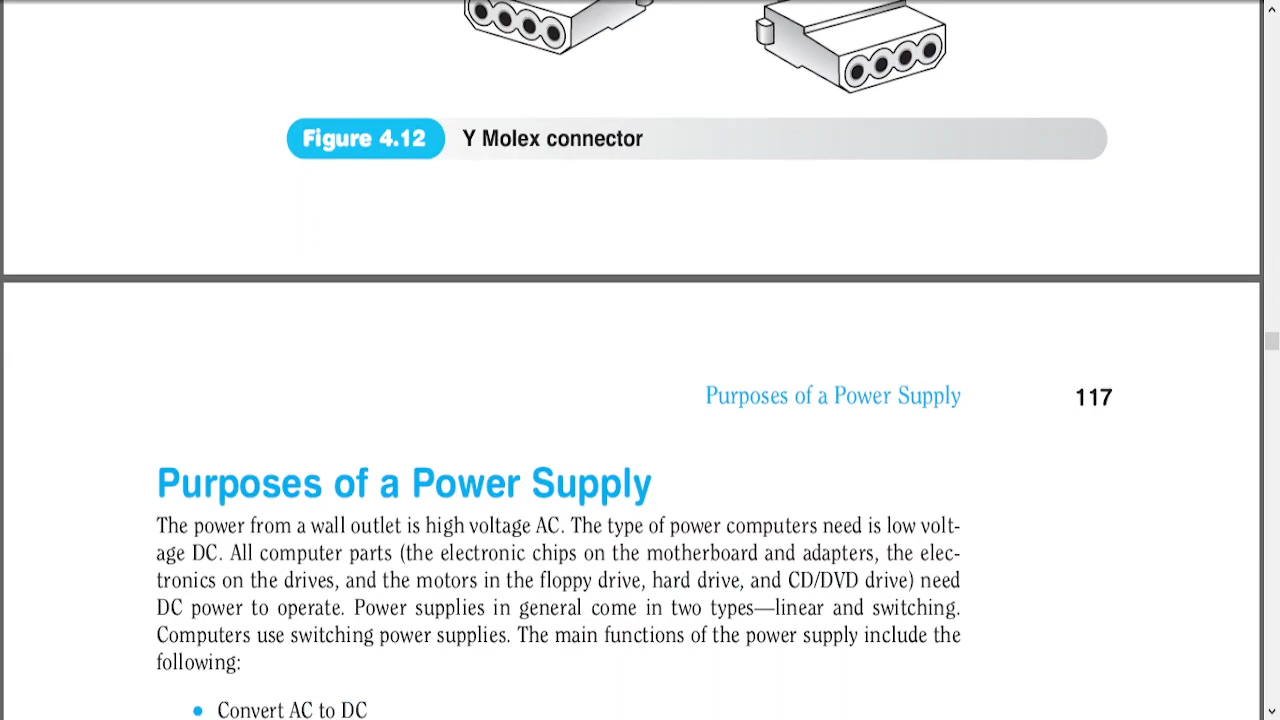 Figure 4.12 Y Molex connector
Purposes of a Power Supply 117
Purposes of a Power Supply
The power from a wall outlet is high voltage AC. The type of power computers need is low volt-
age DC. All computer parts (the electronic chips on the motherboard and adapters, the elec-
tronics on the drives, and the motors in the floppy drive, hard drive, and CD/DVD drive) need
DC power to operate. Power supplies in general come in two types—linear and switching.
Computers use switching power supplies. The main functions of the power supply include the
following:
• Convert AC to DC